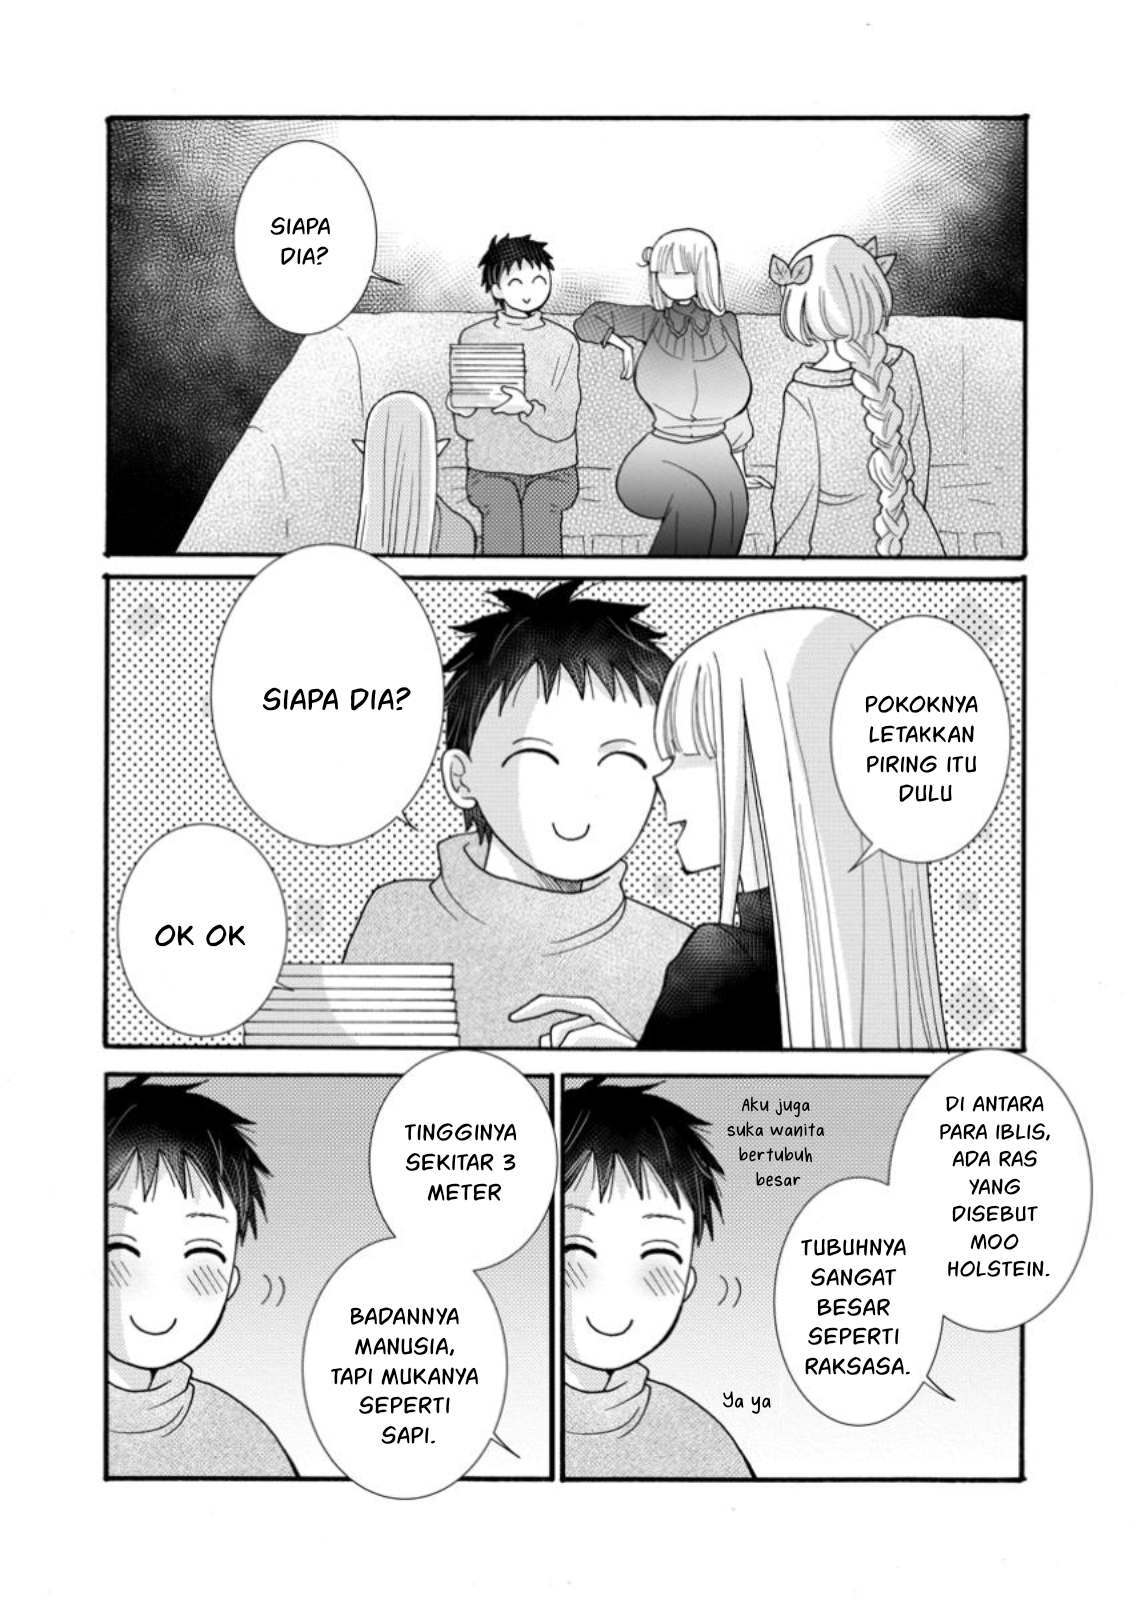 SIAPA
DIA?
POKOKNYA
LETAKKAN
PIRING ITU
DULU
SIAPA DIA?
OK OK
DI ANTARA
PARA IBLIS,
ADA RAS
YANG
DISEBUT
MOO
HOLSTEIN.
Aku juga
suka wanita
bertubuh
besar
TUBUHNYA
SANGAT
BESAR
SEPERTI
RAKSASA.
Ya ya
TINGGINYA
SEKITAR 3
METER
BADANNYA
MANUSIA,
TAPI MUKANYA
SEPERTI
SAPI.